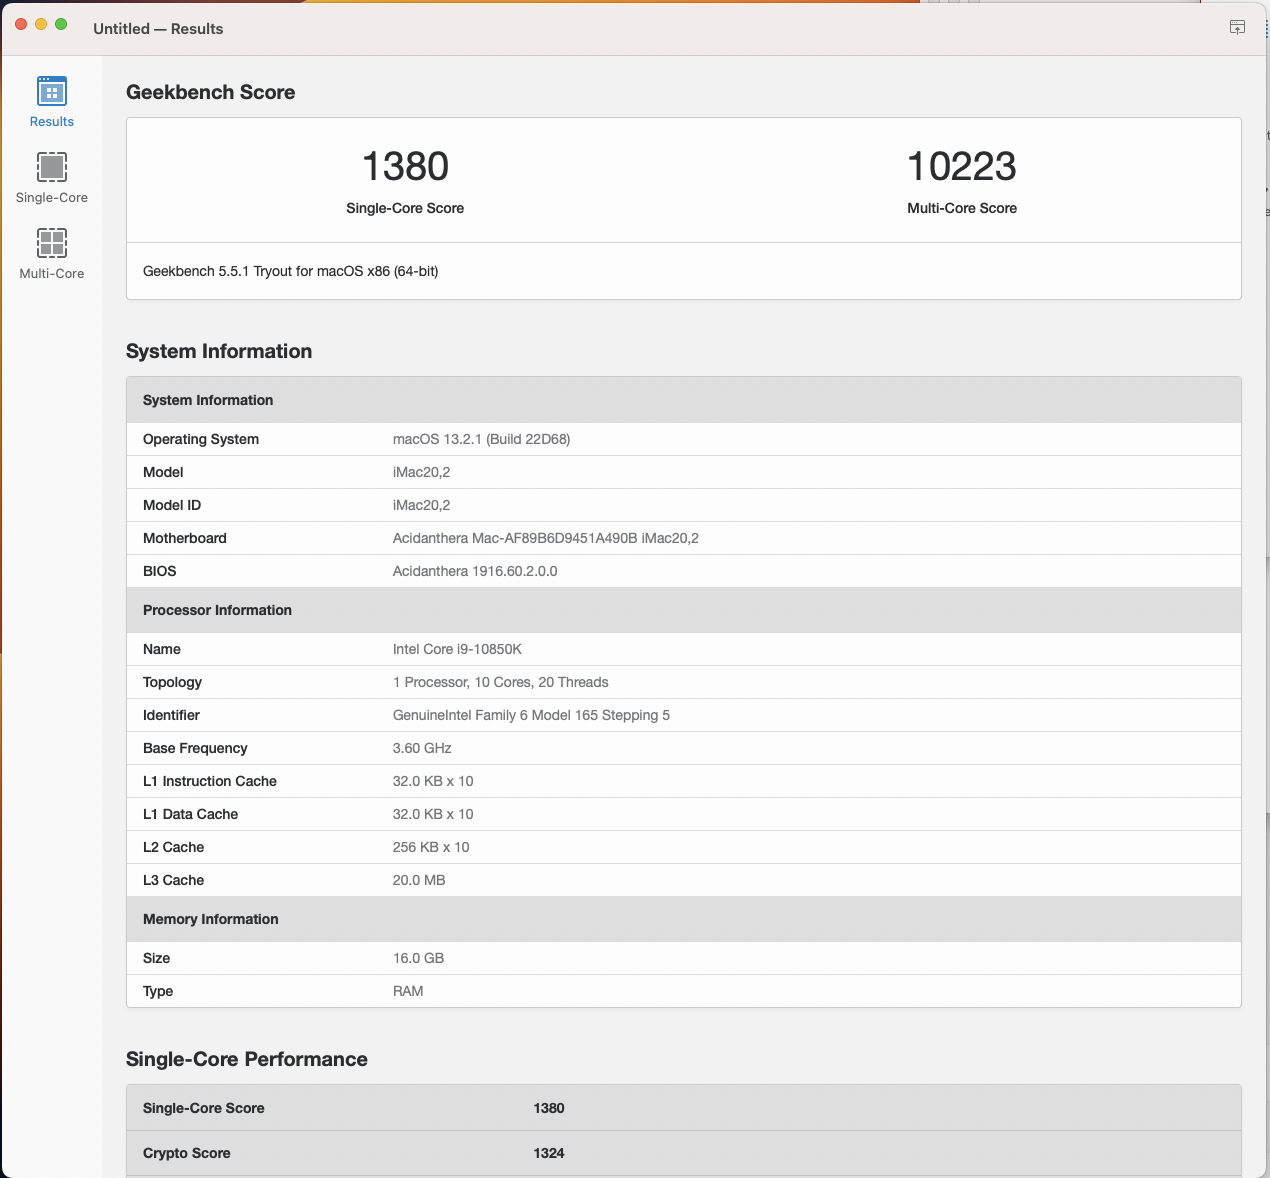 Untitled — Results
Results
Single-Core
Multi-Core
Geekbench Score
1380
Single-Core Score
10223
Multi-Core Score
Geekbench 5.5.1 Tryout for macOS x86 (64-bit)
System Information
System Information
Operating System macOS 13.2.1 (Build 22D68)
Model iMac20,2
Model ID iMac20,2
Motherboard Acidanthera Mac-AF89B6D9451A490B iMac20,2
BIOS Acidanthera 1916.60.2.0.0
Processor Information
Name Intel Core i9-10850K
Topology 1 Processor, 10 Cores, 20 Threads
Identifier GenuineIntel Family 6 Model 165 Stepping 5
Base Frequency 3.60 GHz
L1 Instruction Cache 32.0 KB x 10
L1 Data Cache 32.0 KB x 10
L2 Cache 256 KB x 10
L3 Cache 20.0 MB
Memory Information
Size 16.0 GB
Type RAM
Single-Core Performance
Single-Core Score 1380
Crypto Score 1324